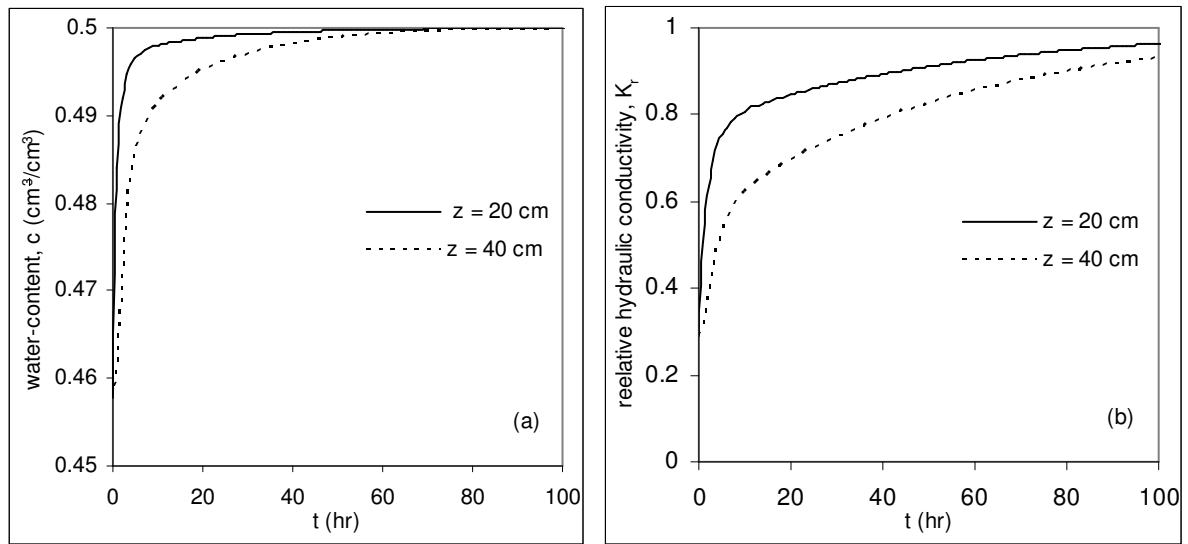 water-content, c (cm³/cm³)
0.5
0.49
0.48
0.47
0.46
0.45
z = 20 cm
z = 40 cm
(a)
0 20 40 60 80 100
t (hr)
reelative hydraulic conductivity, K_r
1
0.8
0.6
0.4
0.2
0
z = 20 cm
z = 40 cm
(b)
0 20 40 60 80 100
t (hr)